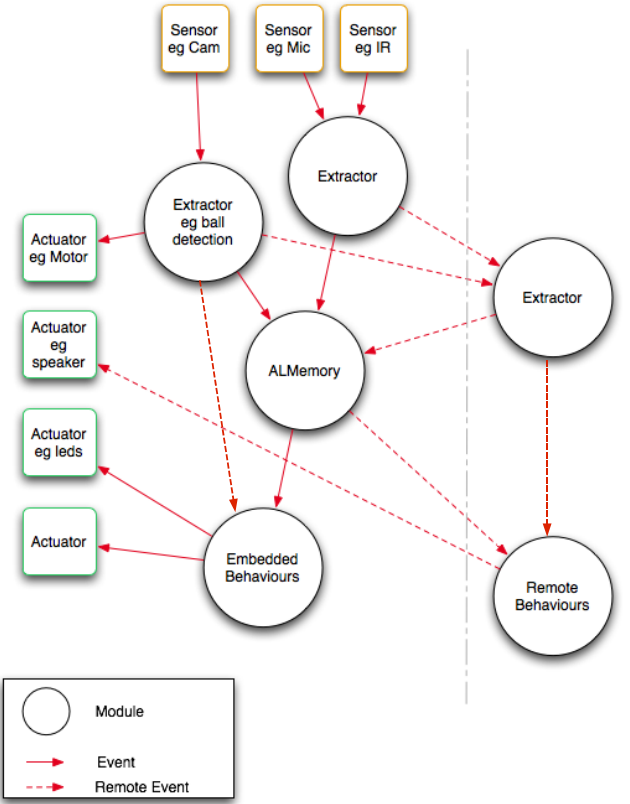 Sensor
eg Cam
Sensor
eg Mic
Sensor
eg IR
Extractor
Extractor
eg ball
detection
Actuator
eg Motor
Extractor
Actuator
eg
speaker
ALMemory
Actuator
eg leds
Actuator
Embedded
Behaviours
Remote
Behaviours
Module
Event
Remote Event